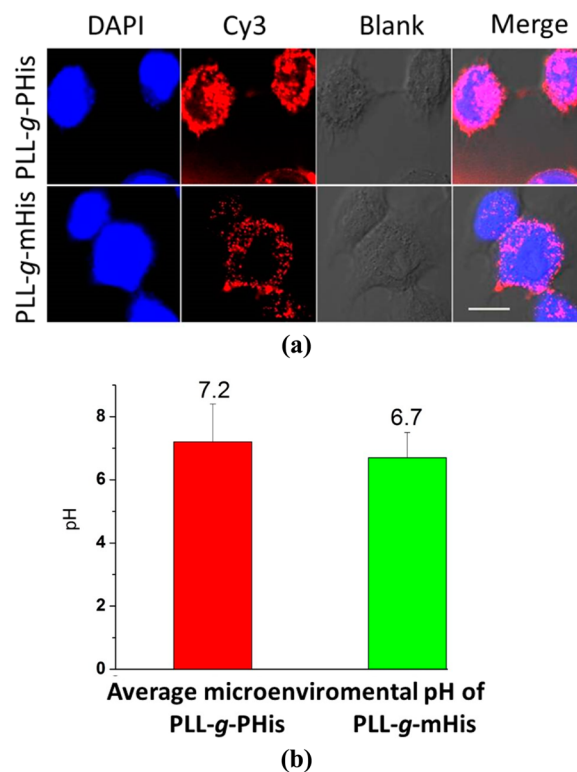 (a)
DAPI Cy3 Blank Merge
PLL-g-PHis
PLL-g-mHis
(a)
pH
8
6
4
2
0
7.2
6.7
Average microenviromental pH of
PLL-g-PHis PLL-g-mHis
(b)